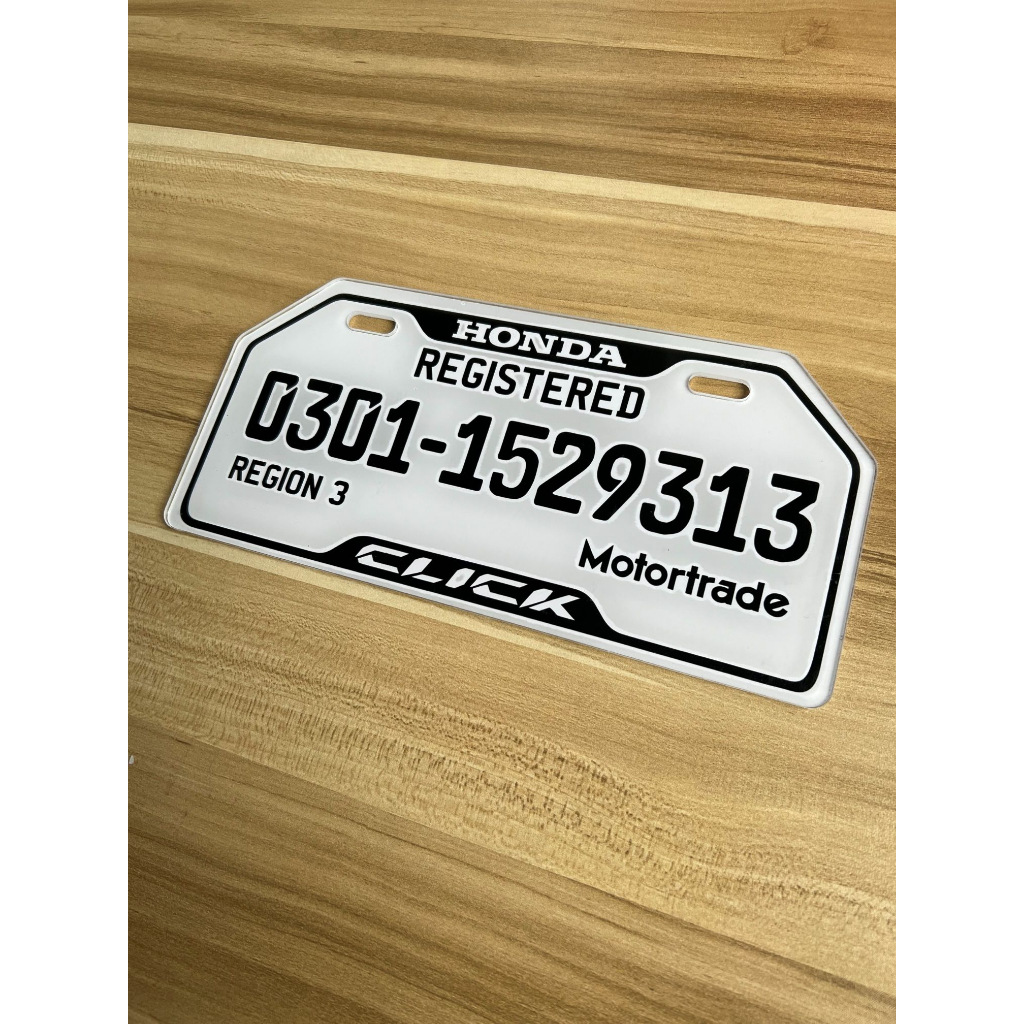 HONDA
REGISTERED
0301-1529313
REGION 3
Motortrade
CLICK